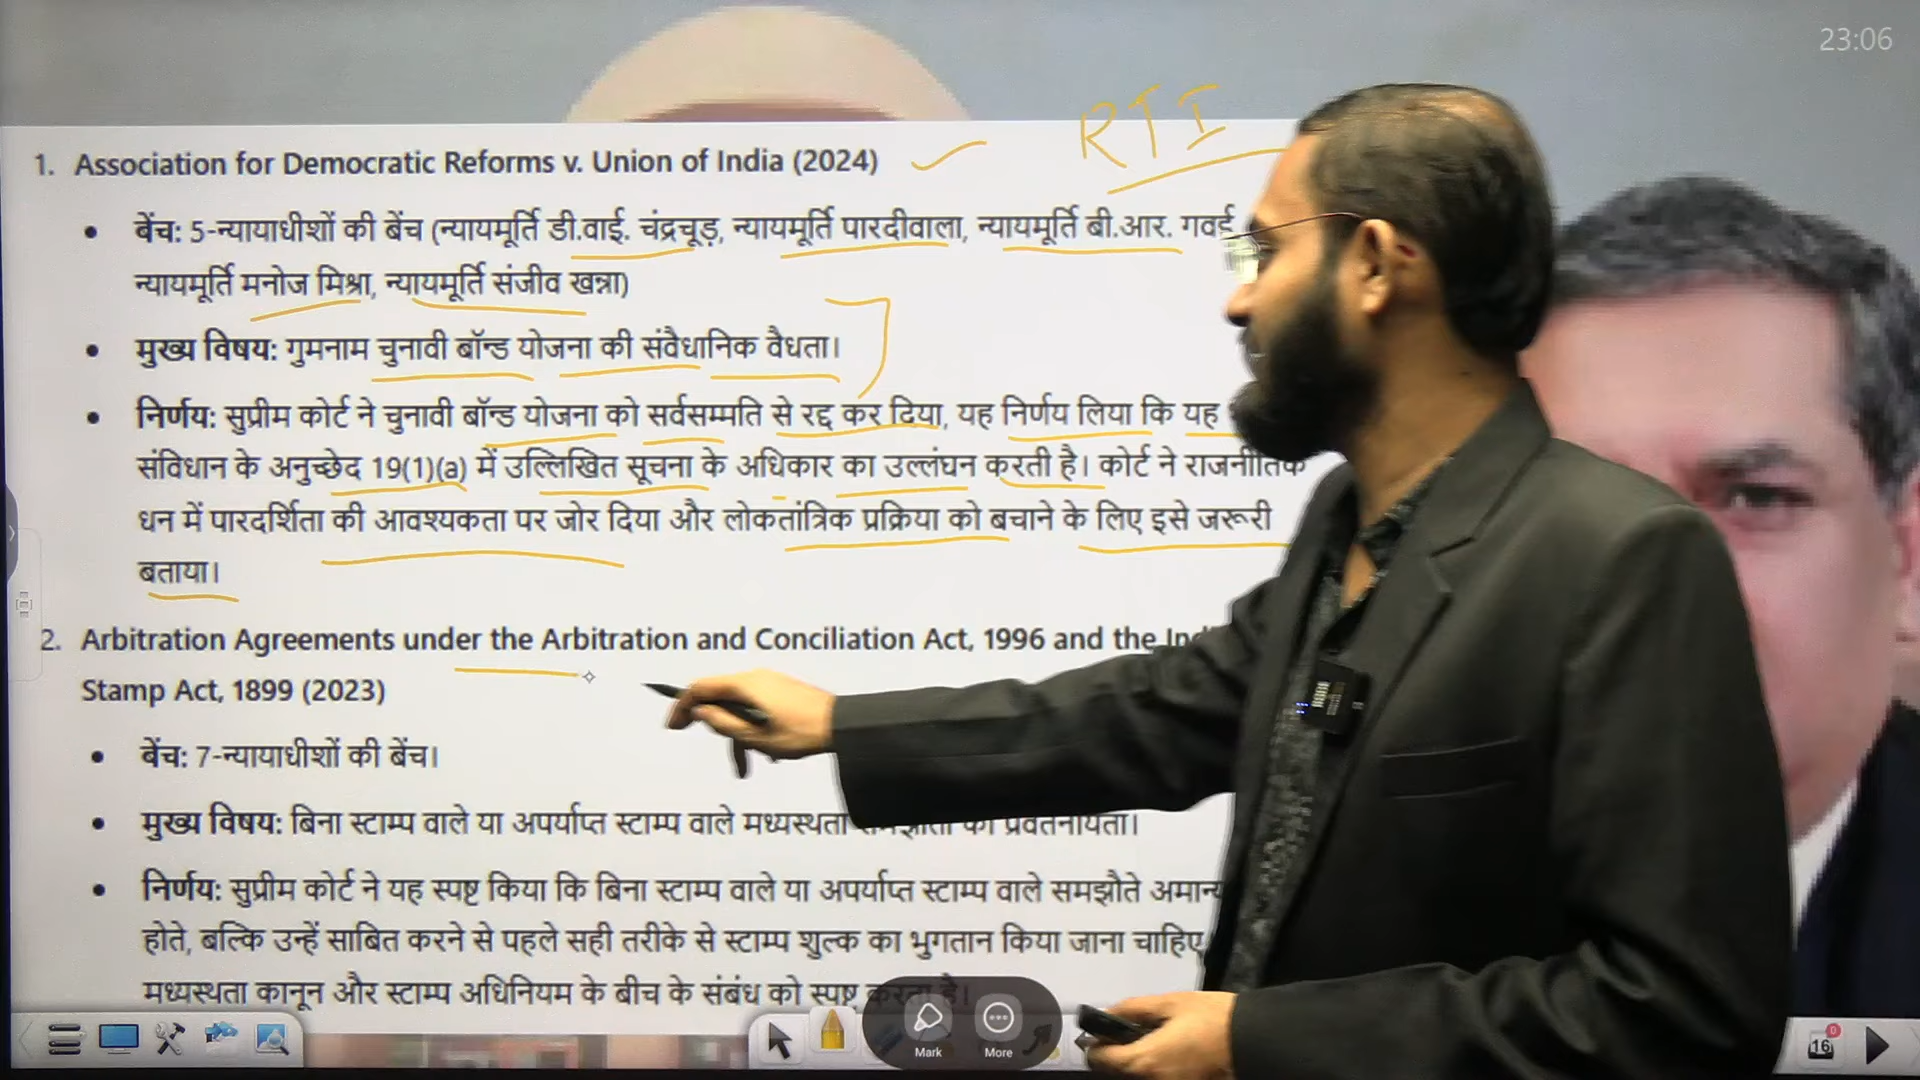 23:06
RTI
1. Association for Democratic Reforms v. Union of India (2024)
• बेंच: 5-न्यायाधीशों की बेंच (न्यायमूर्ति डी.वाई. चंद्रचूड़, न्यायमूर्ति पारदीवाला, न्यायमूर्ति बी.आर. गवई
न्यायमूर्ति मनोज मिश्रा, न्यायमूर्ति संजीव खन्ना)
• मुख्य विषय: गुमनाम चुनावी बॉन्ड योजना की संवैधानिक वैधता।
• निर्णय: सुप्रीम कोर्ट ने चुनावी बॉन्ड योजना को सर्वसम्मति से रद्द कर दिया, यह निर्णय लिया कि यह
संविधान के अनुच्छेद 19(1)(a) में उल्लिखित सूचना के अधिकार का उल्लंघन करती है। कोर्ट ने राजनीतिक
धन में पारदर्शिता की आवश्यकता पर जोर दिया और लोकतांत्रिक प्रक्रिया को बचाने के लिए इसे जरूरी
बताया।
2. Arbitration Agreements under the Arbitration and Conciliation Act, 1996 and the
Stamp Act, 1899 (2023)
• बेंच: 7-न्यायाधीशों की बेंच।
• मुख्य विषय: बिना स्टाम्प वाले या अपर्याप्त स्टाम्प वाले मध्यस्थता
• निर्णय: सुप्रीम कोर्ट ने यह स्पष्ट किया कि बिना स्टाम्प वाले या अपर्याप्त स्टाम्प वाले समझौते अमान्य
होते, बल्कि उन्हें साबित करने से पहले सही तरीके से स्टाम्प शुल्क का भुगतान किया जाना चाहिए
मध्यस्थता कानून और स्टाम्प अधिनियम के बीच के संबंध को स्पष्ट करता है।
Mark
More
16
0